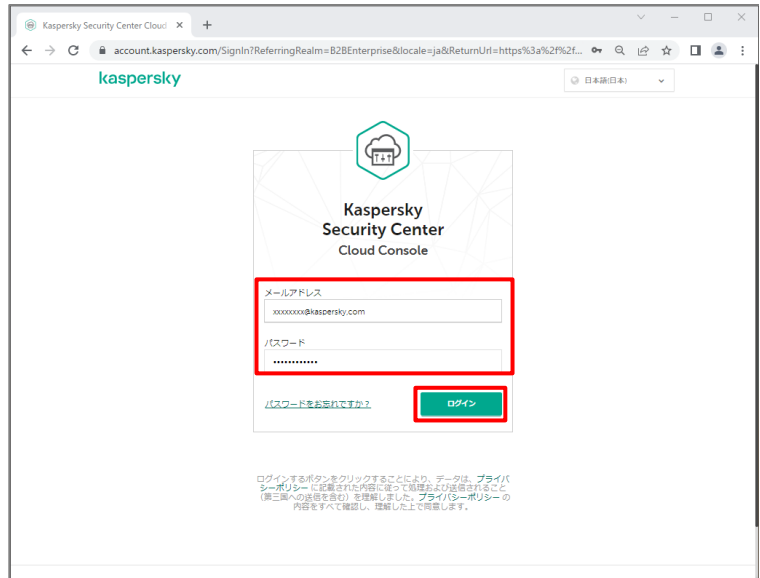 Kaspersky Security Center Cloud
account.kaspersky.com/SignIn?ReferringRealm=B2BEnterprise&locale=ja&ReturnUrl=https%3a%2f%2f...
kaspersky
日本語(日本)
Kaspersky
Security Center
Cloud Console
メールアドレス
xxxxxxxx@kaspersky.com
パスワード
••••••••••••
パスワードをお忘れですか?
ログイン
ログインするボタンをクリックすることにより、データは、プライバ
シーポリシー に記載された内容に従って処理および送信されること
(第三国への送信を含む) を理解しました。プライバシーポリシー の
内容をすべて確認し、理解した上で同意します。